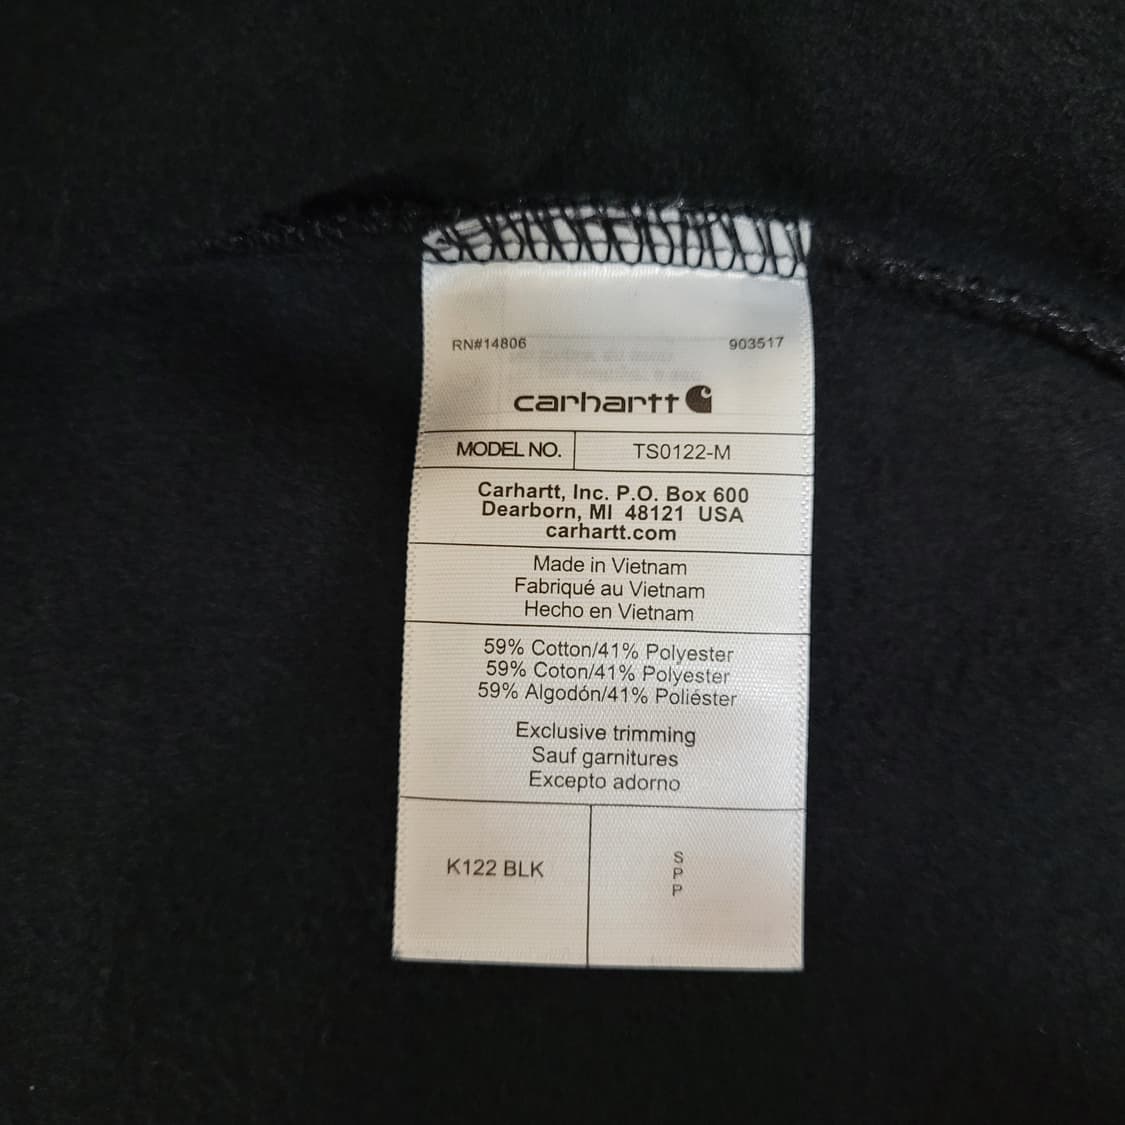 RN#14806 903517
carhartt
MODEL NO. TS0122-M
Carhartt, Inc. P.O. Box 600
Dearborn, MI 48121 USA
carhartt.com
Made in Vietnam
Fabriqué au Vietnam
Hecho en Vietnam
59% Cotton/41% Polyester
59% Coton/41% Polyester
59% Algodón/41% Poliéster
Exclusive trimming
Sauf garnitures
Excepto adorno
K122 BLK
S
P
P